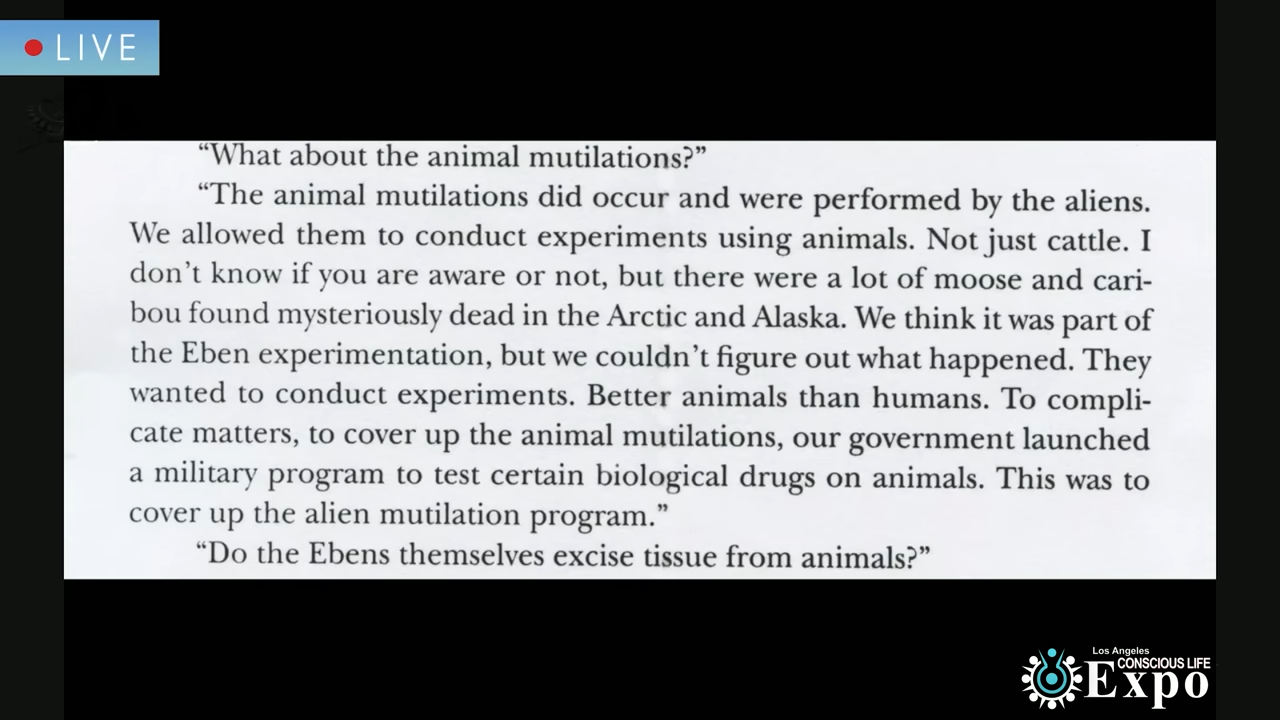 LIVE
“What about the animal mutilations?”
“The animal mutilations did occur and were performed by the aliens.
We allowed them to conduct experiments using animals. Not just cattle. I
don’t know if you are aware or not, but there were a lot of moose and cari-
bou found mysteriously dead in the Arctic and Alaska. We think it was part of
the Eben experimentation, but we couldn’t figure out what happened. They
wanted to conduct experiments. Better animals than humans. To compli-
cate matters, to cover up the animal mutilations, our government launched
a military program to test certain biological drugs on animals. This was to
cover up the alien mutilation program.”
“Do the Ebens themselves excise tissue from animals?”
Los Angeles
CONSCIOUS LIFE
Expo